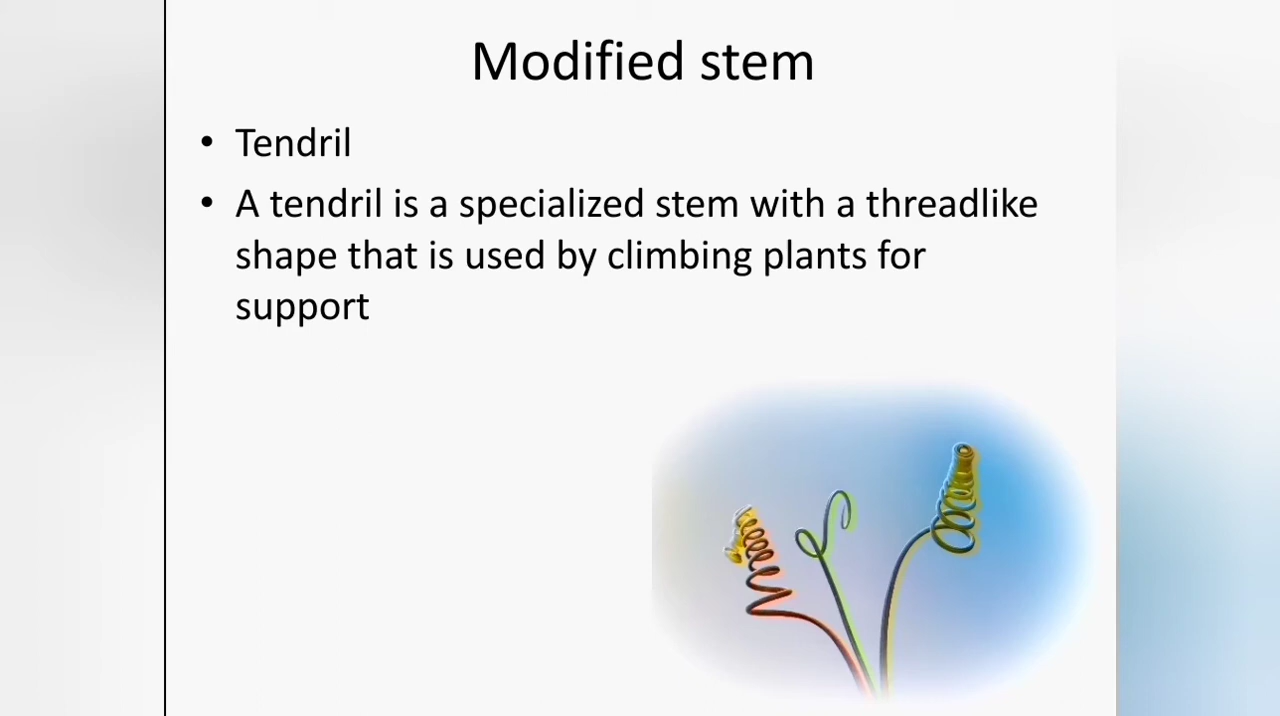 Modified stem
• Tendril
• A tendril is a specialized stem with a threadlike
shape that is used by climbing plants for
support